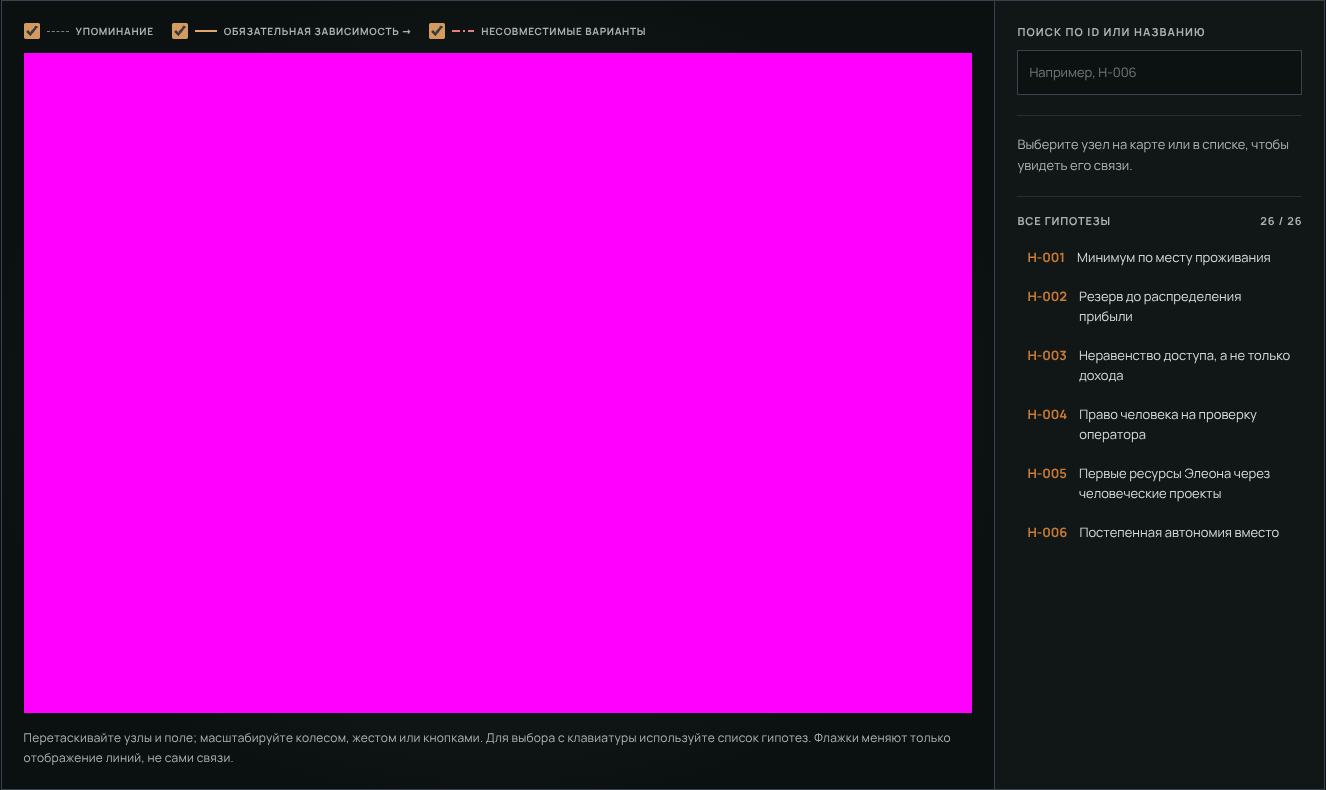 УПОМИНАНИЕ
ОБЯЗАТЕЛЬНАЯ ЗАВИСИМОСТЬ →
НЕСОВМЕСТИМЫЕ ВАРИАНТЫ
Перетаскивайте узлы и поле; масштабируйте колесом, жестом или кнопками. Для выбора с клавиатуры используйте список гипотез. Флажки меняют только
отображение линий, не сами связи.
ПОИСК ПО ID ИЛИ НАЗВАНИЮ
Например, H-006
Выберите узел на карте или в списке, чтобы
увидеть его связи.
ВСЕ ГИПОТЕЗЫ 26 / 26
H-001 Минимум по месту проживания
H-002 Резерв до распределения
прибыли
H-003 Неравенство доступа, а не только
дохода
H-004 Право человека на проверку
оператора
H-005 Первые ресурсы Элеона через
человеческие проекты
H-006 Постепенная автономия вместо